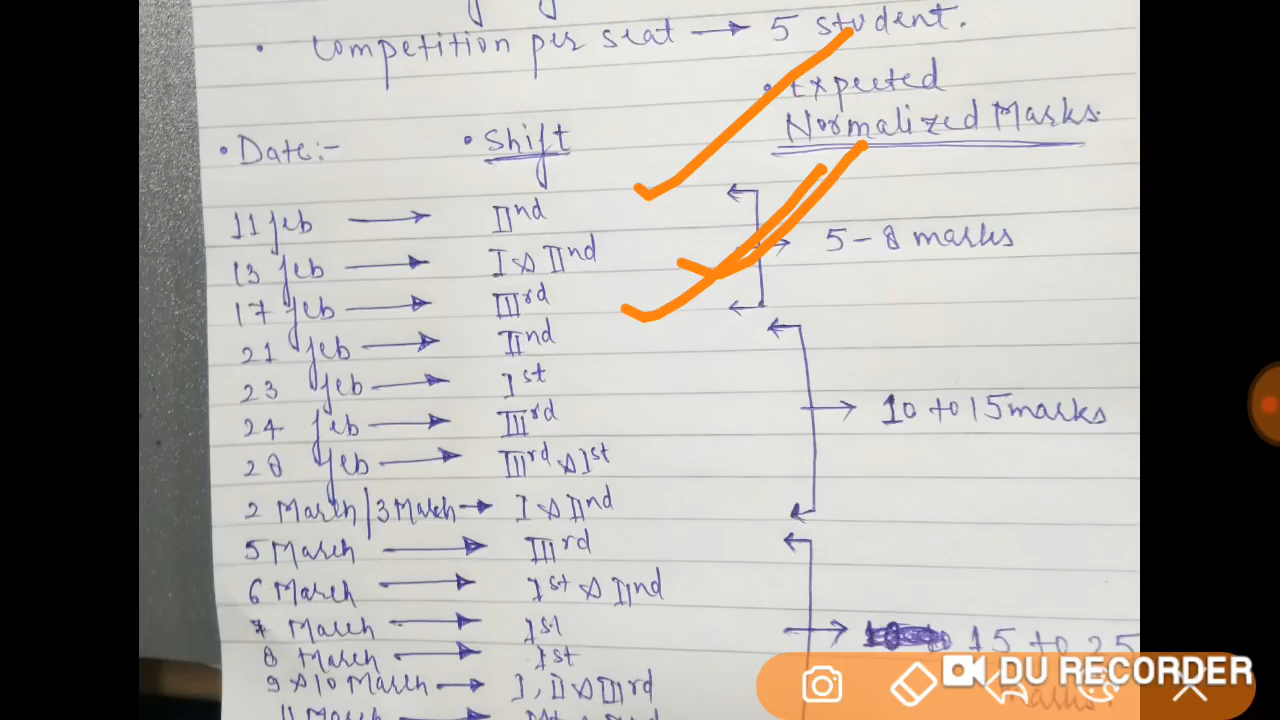 • Competition per seat → 5 student.
• Expected
Normalized Marks.
• Date:-
• Shift
11 feb → IInd
13 feb → I & IInd
5 - 8 marks
17 feb → IIIrd
21 feb → IInd
23 feb → Ist
24 feb → IIIrd
10 to 15 marks
28 feb → IIIrd & Ist
2 March / 3 March → I & IInd
5 March → IIIrd
6 March → Ist & IInd
7 March → Ist
15 to 25
8 March → Ist
9 & 10 March → I, II & IIIrd
11 March →
DU RECORDER